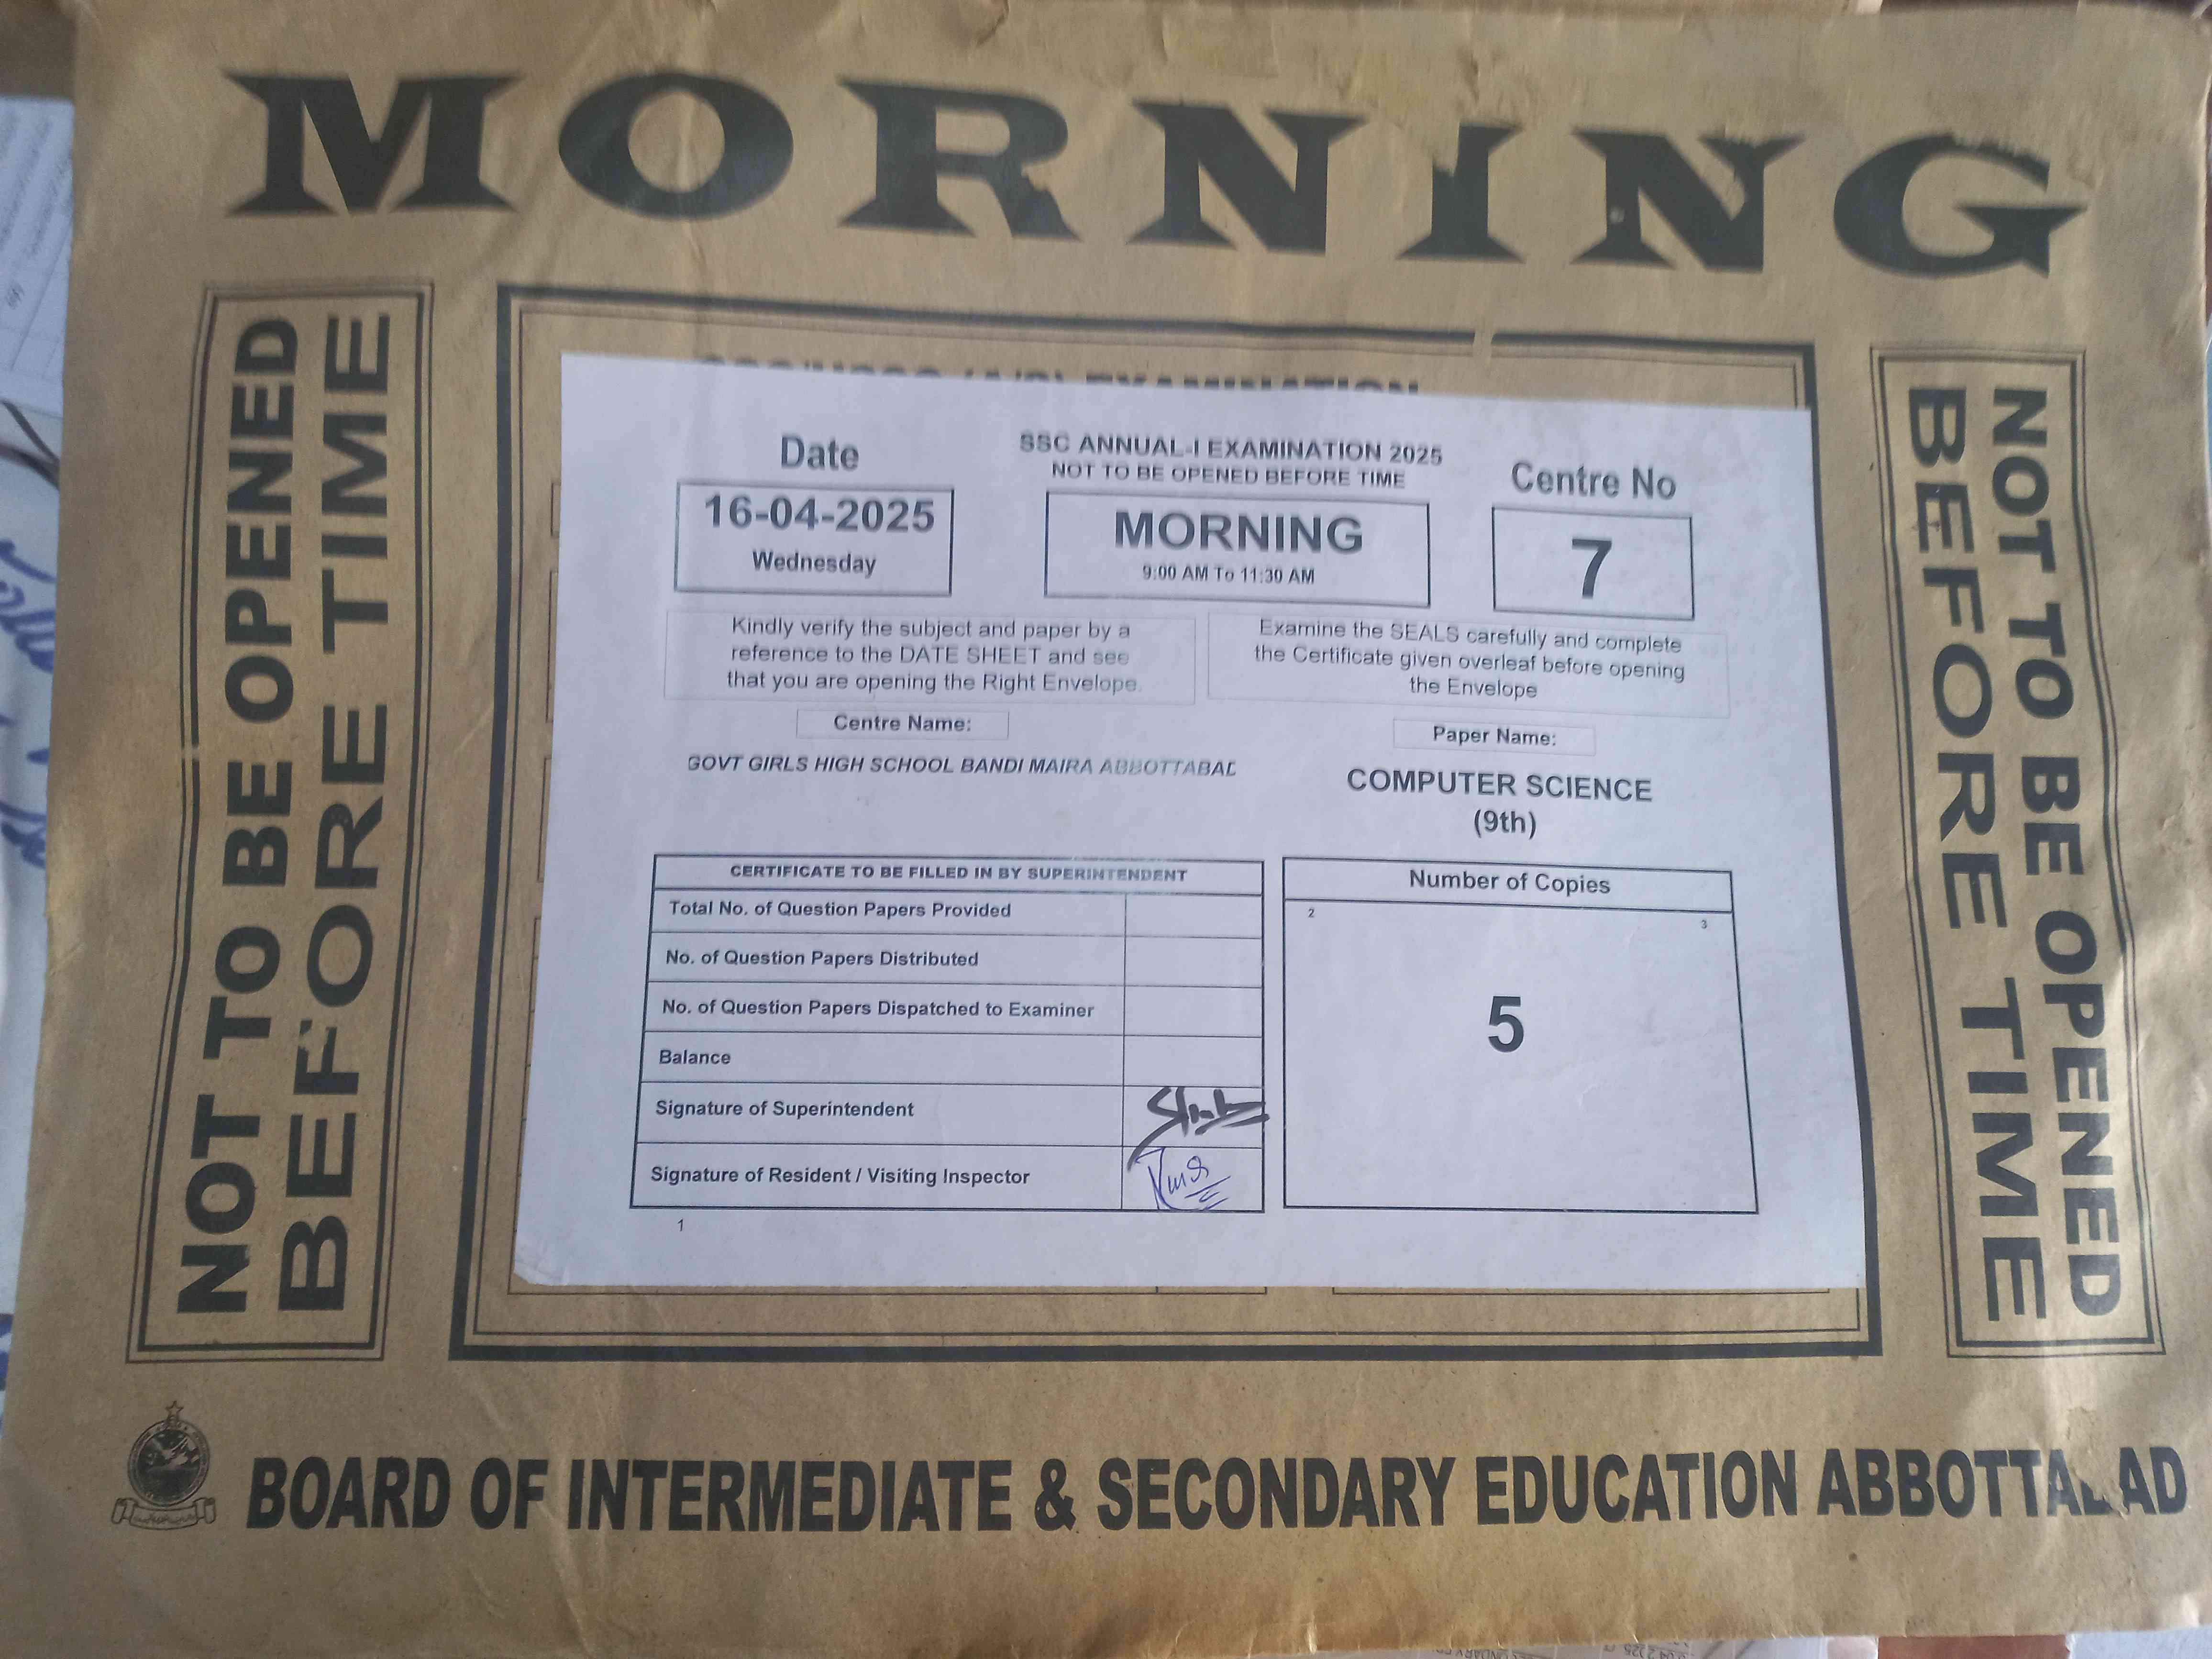 MORNING
NOT TO BE OPENED
BEFORE TIME
SSC ANNUAL-I EXAMINATION 2025
NOT TO BE OPENED BEFORE TIME
Date
16-04-2025
Wednesday
MORNING
9:00 AM To 11:30 AM
Centre No
7
Kindly verify the subject and paper by a
reference to the DATE SHEET and see
that you are opening the Right Envelope.
Examine the SEALS carefully and complete
the Certificate given overleaf before opening
the Envelope
Centre Name:
GOVT GIRLS HIGH SCHOOL BANDI MAIRA ABBOTTABAD
Paper Name:
COMPUTER SCIENCE
(9th)
CERTIFICATE TO BE FILLED IN BY SUPERINTENDENT
Total No. of Question Papers Provided
No. of Question Papers Distributed
No. of Question Papers Dispatched to Examiner
Balance
Signature of Superintendent
Signature of Resident / Visiting Inspector
1
Number of Copies
2
3
5
NOT TO BE OPENED
BEFORE TIME
BOARD OF INTERMEDIATE & SECONDARY EDUCATION ABBOTTABAD